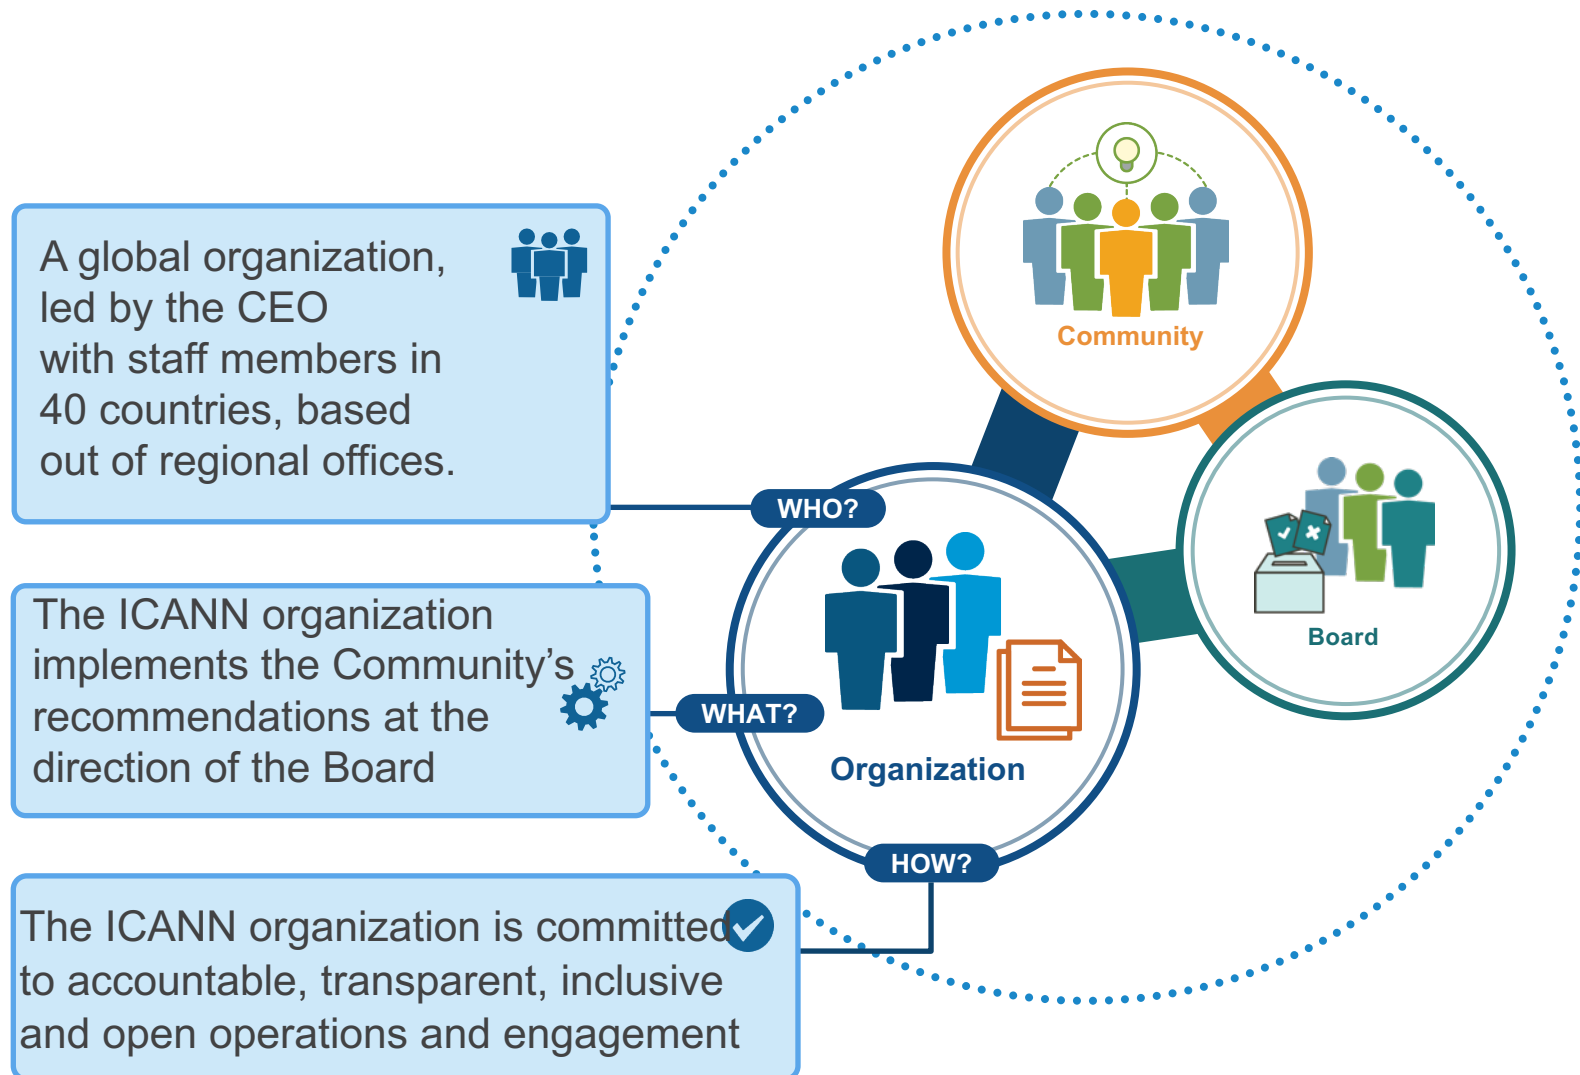 Community
A global organization,
led by the CEO
with staff members in
40 countries, based
out of regional offices.
WHO?
The ICANN organization
implements the Community’s
recommendations at the
direction of the Board
WHAT?
Organization
Board
HOW?
The ICANN organization is committed
to accountable, transparent, inclusive
and open operations and engagement